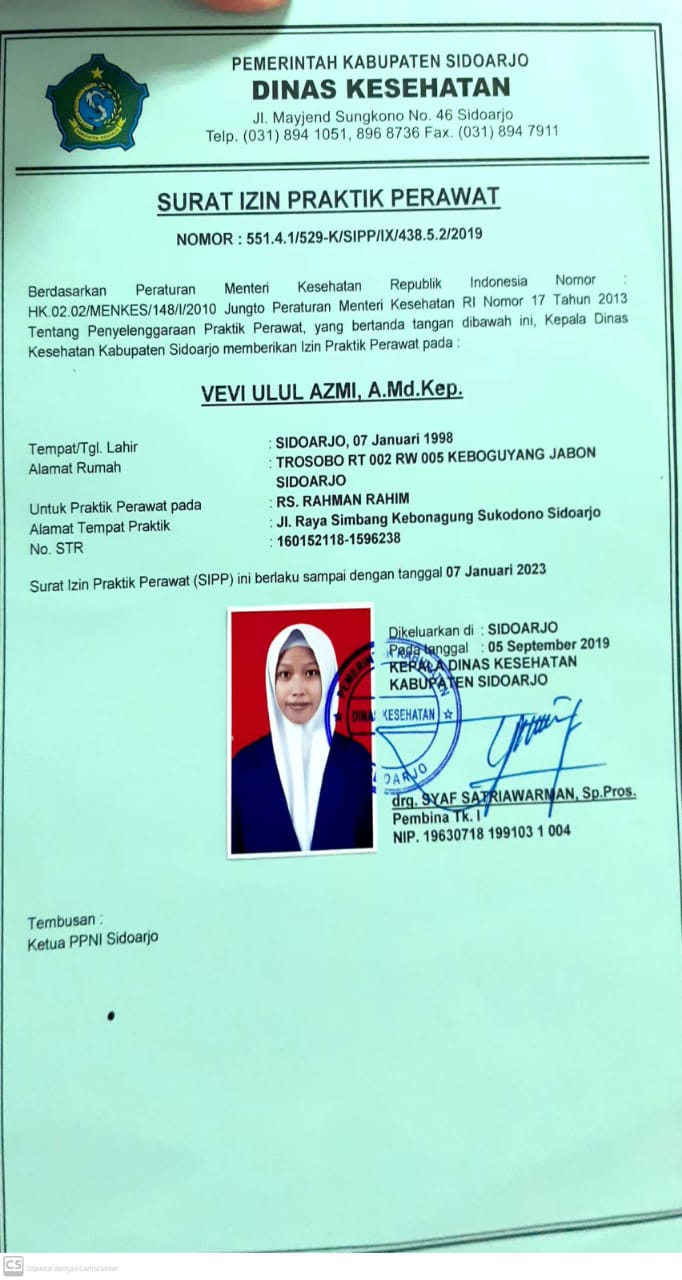 PEMERINTAH KABUPATEN SIDOARJO
DINAS KESEHATAN
Jl. Mayjend Sungkono No. 46 Sidoarjo
Telp. (031) 894 1051, 896 8736 Fax. (031) 894 7911
SURAT IZIN PRAKTIK PERAWAT
NOMOR : 551.4.1/529-K/SIPP/IX/438.5.2/2019
Berdasarkan Peraturan Menteri Kesehatan Republik Indonesia Nomor :
HK.02.02/MENKES/148/I/2010 Jungto Peraturan Menteri Kesehatan RI Nomor 17 Tahun 2013
Tentang Penyelenggaraan Praktik Perawat, yang bertanda tangan dibawah ini, Kepala Dinas
Kesehatan Kabupaten Sidoarjo memberikan Izin Praktik Perawat pada :
VEVI ULUL AZMI, A.Md.Kep.
Tempat/Tgl. Lahir : SIDOARJO, 07 Januari 1998
Alamat Rumah : TROSOBO RT 002 RW 005 KEBOGUYANG JABON
SIDOARJO
Untuk Praktik Perawat pada : RS. RAHMAN RAHIM
Alamat Tempat Praktik : Jl. Raya Simbang Kebonagung Sukodono Sidoarjo
No. STR : 160152118-1596238
Surat Izin Praktik Perawat (SIPP) ini berlaku sampai dengan tanggal 07 Januari 2023
Dikeluarkan di : SIDOARJO
Pada tanggal : 05 September 2019
KEPALA DINAS KESEHATAN
KABUPATEN SIDOARJO
DINAS KESEHATAN
drg. SYAF SATRIAWARMAN, Sp.Pros.
Pembina Tk. I
NIP. 19630718 199103 1 004
Tembusan :
Ketua PPNI Sidoarjo
CS Dipindai dengan CamScanner